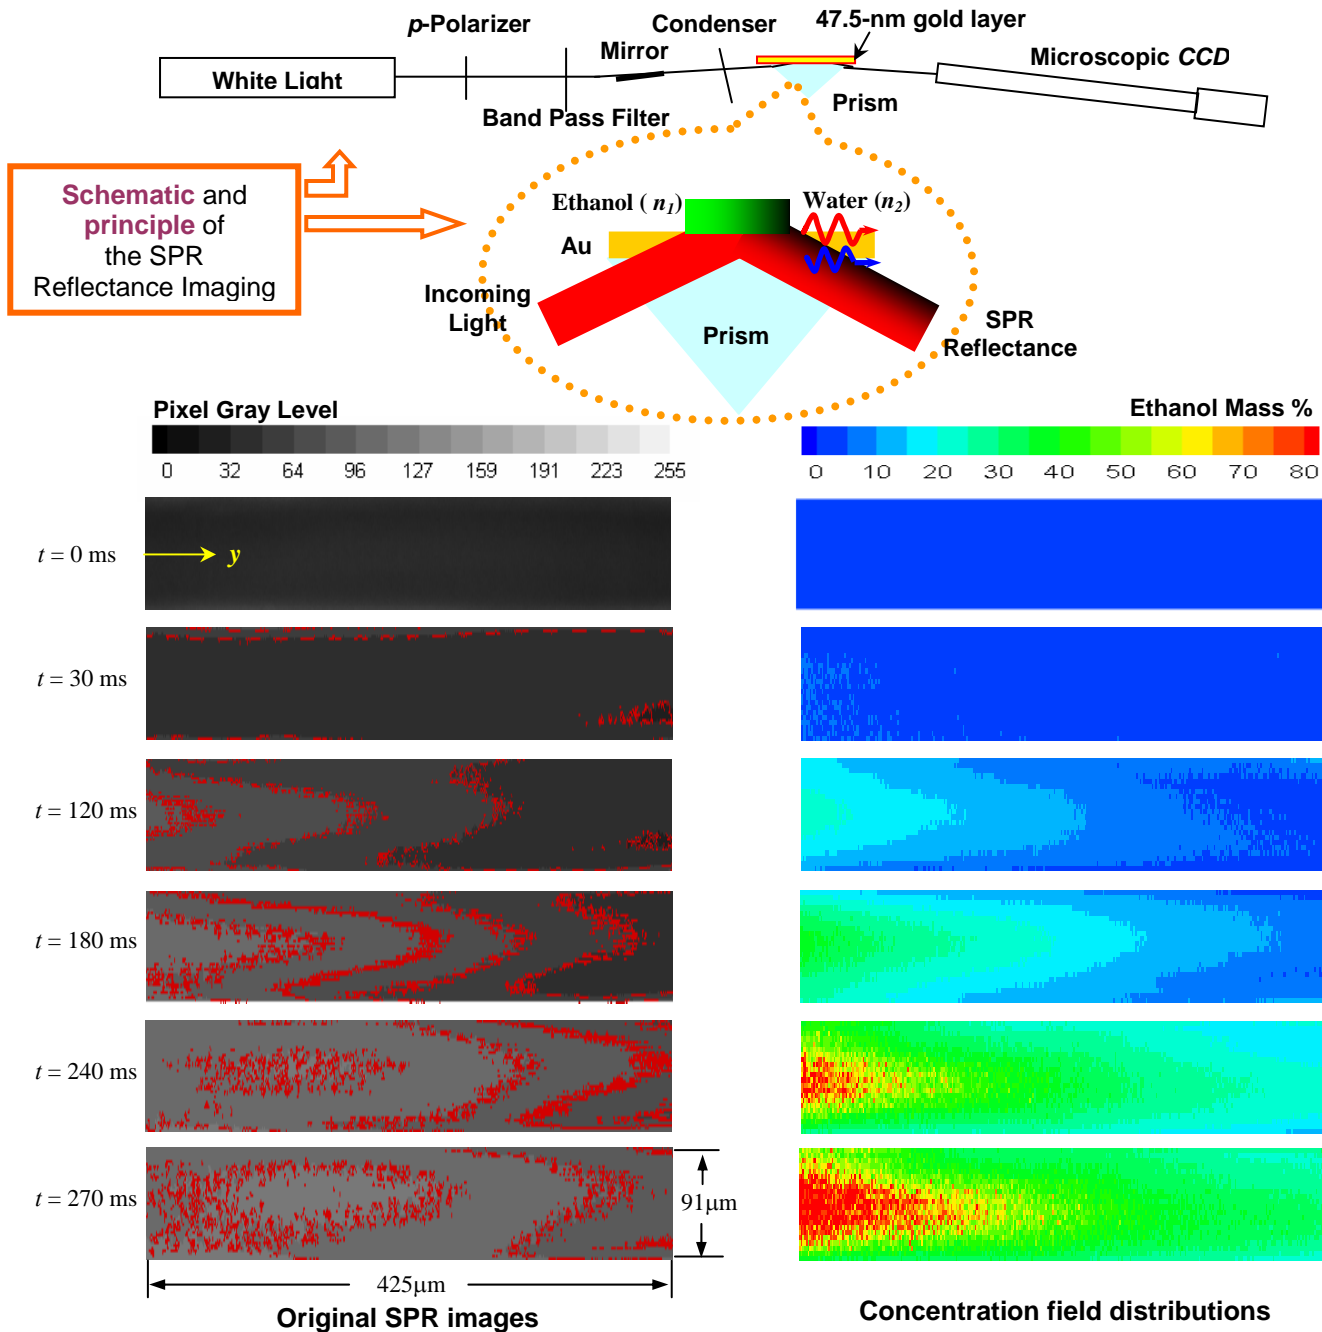 p-Polarizer
Condenser
47.5-nm gold layer
Mirror
Microscopic CCD
White Light
Band Pass Filter
Prism
Schematic and
principle of
the SPR
Reflectance Imaging
Ethanol ( n1)
Water (n2)
Au
Incoming
Light
Prism
SPR
Reflectance
Pixel Gray Level
0 32 64 96 127 159 191 223 255
Ethanol Mass %
0 10 20 30 40 50 60 70 80
t = 0 ms
y
t = 30 ms
t = 120 ms
t = 180 ms
t = 240 ms
t = 270 ms
91μm
425μm
Original SPR images
Concentration field distributions